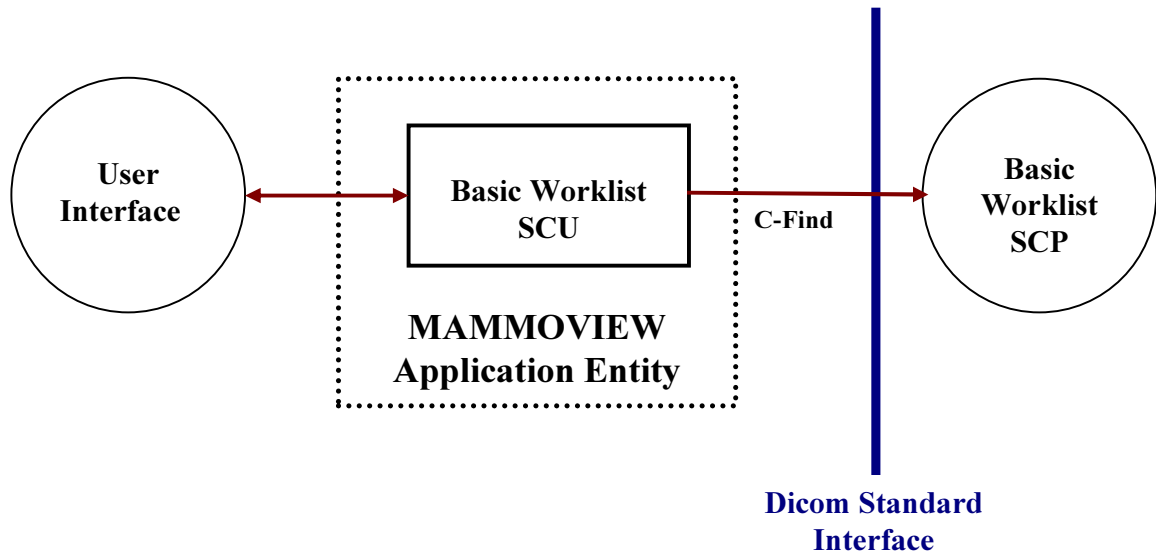 User
Interface
Basic Worklist
SCU
C-Find
Basic
Worklist
SCP
MAMMOVIEW
Application Entity
Dicom Standard
Interface